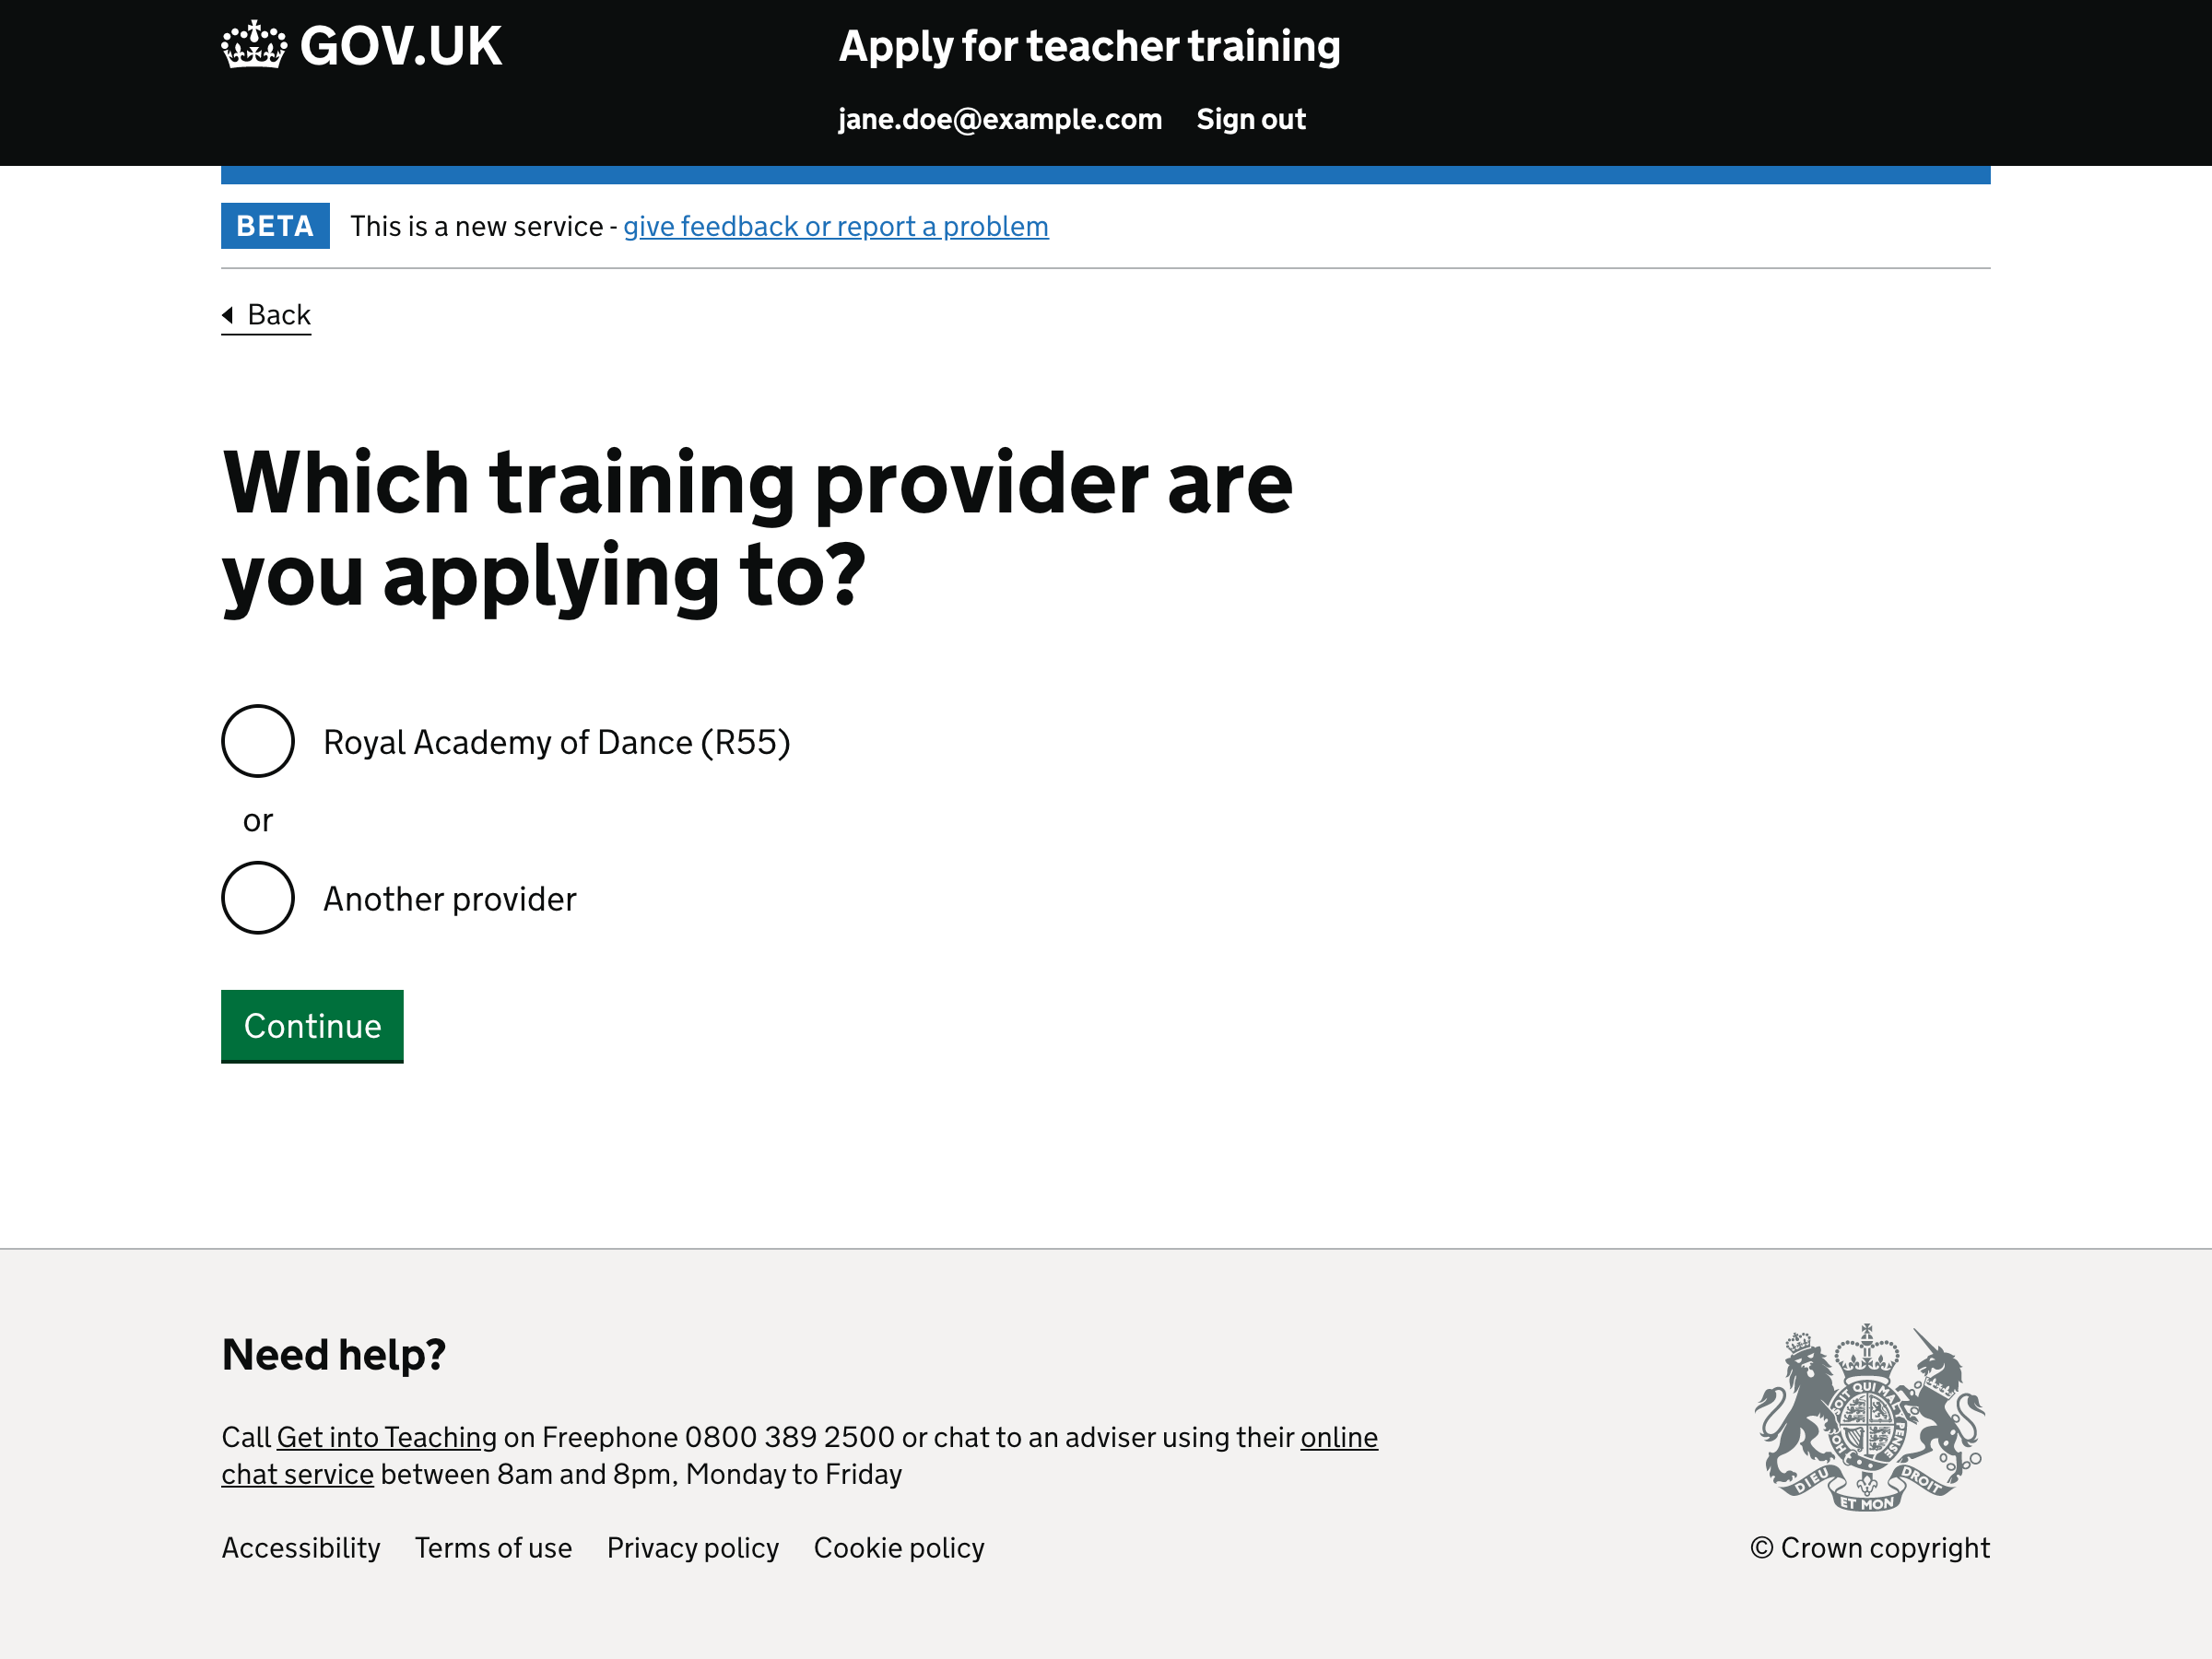 GOV.UK
Apply for teacher training
jane.doe@example.com Sign out
BETA This is a new service - give feedback or report a problem
Back
Which training provider are
you applying to?
Royal Academy of Dance (R55)
or
Another provider
Continue
Need help?
Call Get into Teaching on Freephone 0800 389 2500 or chat to an adviser using their online
chat service between 8am and 8pm, Monday to Friday
Accessibility Terms of use Privacy policy Cookie policy
SOIT QUI MAL Y PENSE
DIEU ET MON DROIT
© Crown copyright